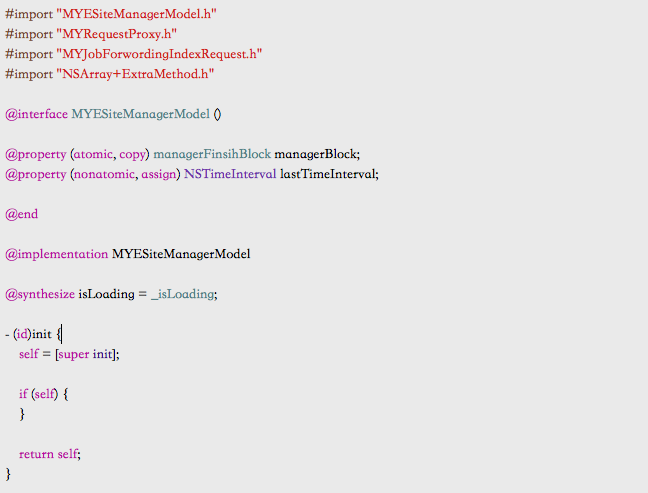 #import "MYESiteManagerModel.h"
#import "MYRequestProxy.h"
#import "MYJobForwordingIndexRequest.h"
#import "NSArray+ExtraMethod.h"
@interface MYESiteManagerModel ()
@property (atomic, copy) managerFinsihBlock managerBlock;
@property (nonatomic, assign) NSTimeInterval lastTimeInterval;
@end
@implementation MYESiteManagerModel
@synthesize isLoading = _isLoading;
- (id)init {
self = [super init];
if (self) {
}
return self;
}